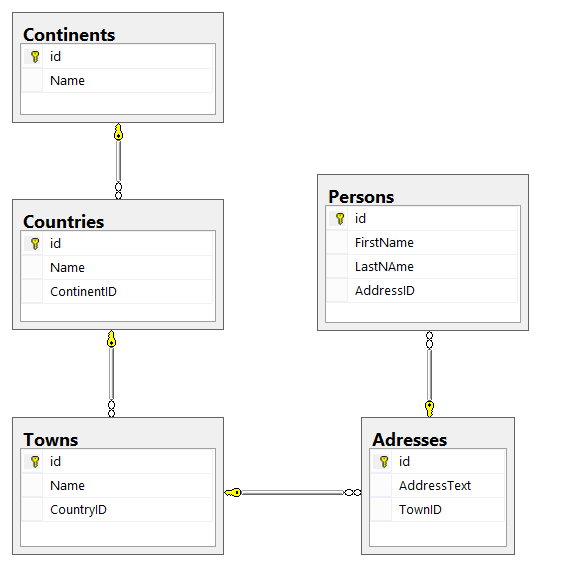 Continents
id
Name
Countries
id
Name
ContinentID
Persons
id
FirstName
LastNAme
AddressID
Towns
id
Name
CountryID
Adresses
id
AddressText
TownID